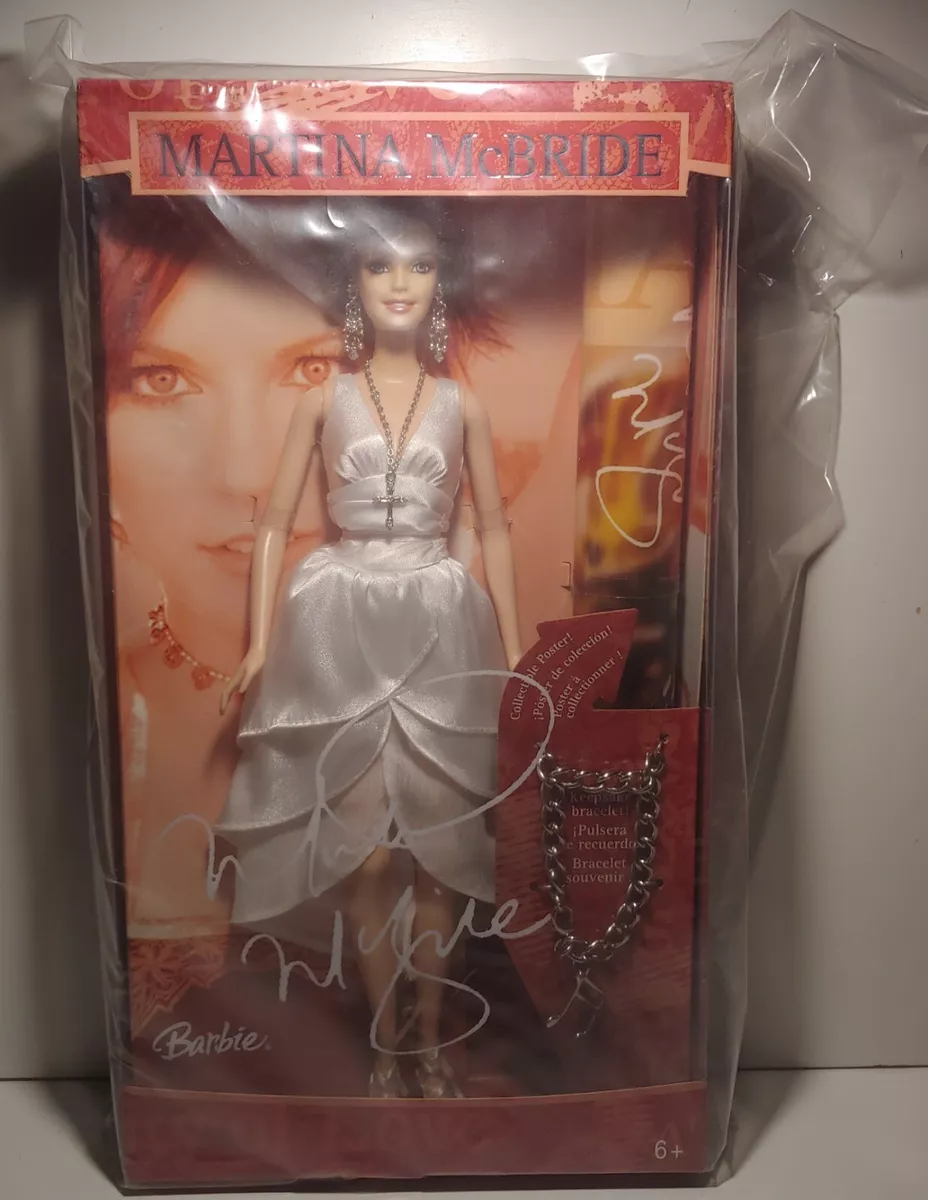 MARTINA McBRIDE
Collectible Poster!
¡Póster de colección!
Poster à
collectionner !
Keepsake
bracelet!
¡Pulsera
de recuerdo!
Bracelet
souvenir
Barbie
6+